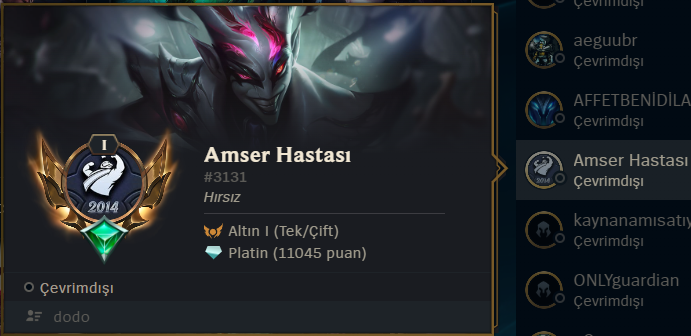 I
2014
Amser Hastası
#3131
Hırsız
Altın I (Tek/Çift)
Platin (11045 puan)
Çevrimdışı
dodo
Çevrimdışı
aeguubr
Çevrimdışı
AFFETBENİDİLA
Çevrimdışı
Amser Hastası
Çevrimdışı
kaynanamısatıy
Çevrimdışı
ONLYguardian
Çevrimdışı